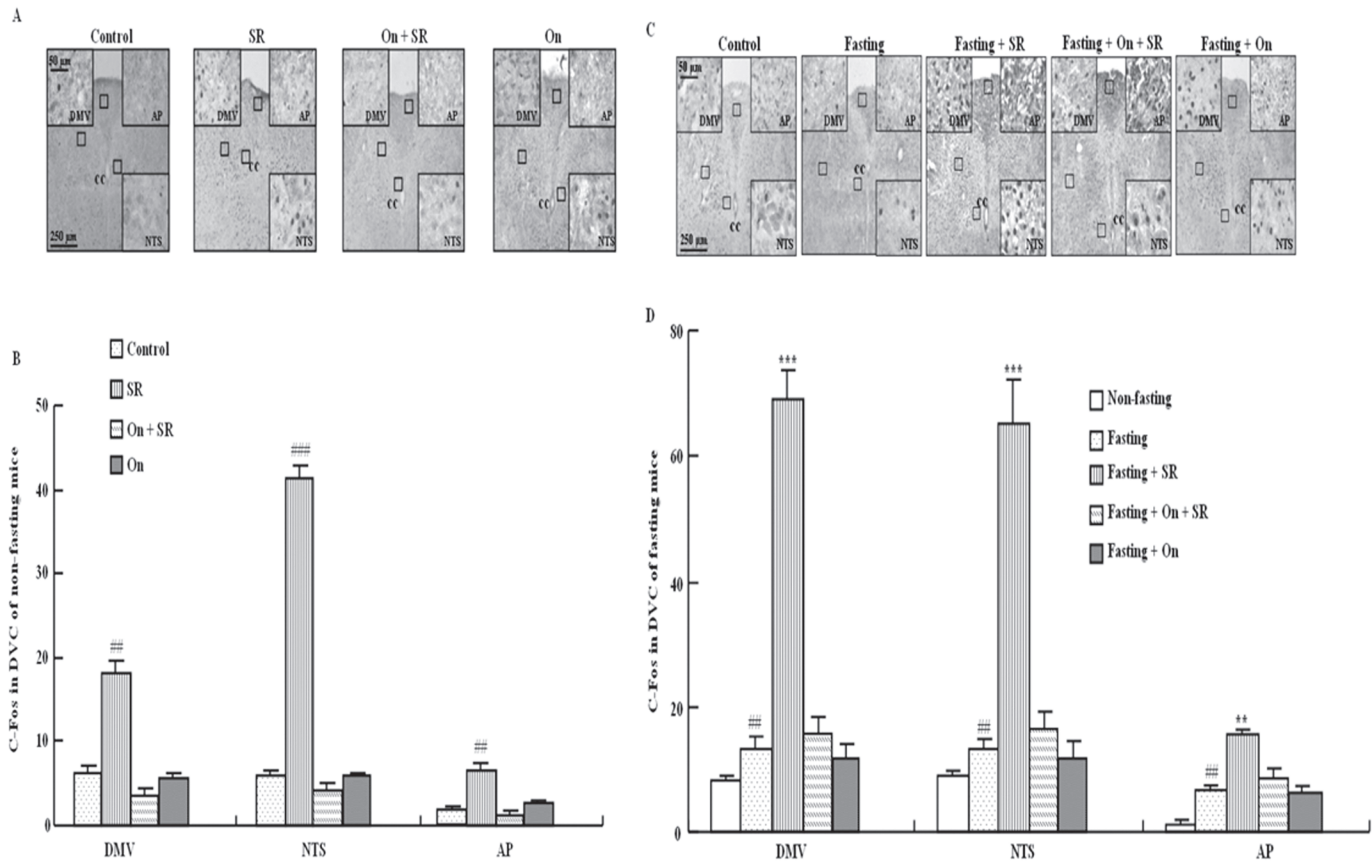 A
Control SR On + SR On
50 µm
DMV AP DMV AP DMV AP DMV AP
cc cc cc cc
250 µm
NTS NTS NTS NTS
C
Control Fasting Fasting + SR Fasting + On + SR Fasting + On
50 µm
DMV AP DMV AP DMV AP DMV AP DMV AP
cc cc cc cc cc
250 µm
NTS NTS NTS NTS NTS
B
Control
SR
On + SR
On
C-Fos in DVC of non-fasting mice
50
40
30
20
10
0
##
###
##
DMV NTS AP
D
Non-fasting
Fasting
Fasting + SR
Fasting + On + SR
Fasting + On
C-Fos in DVC of fasting mice
80
60
40
20
0
##
***
##
***
##
**
DMV NTS AP